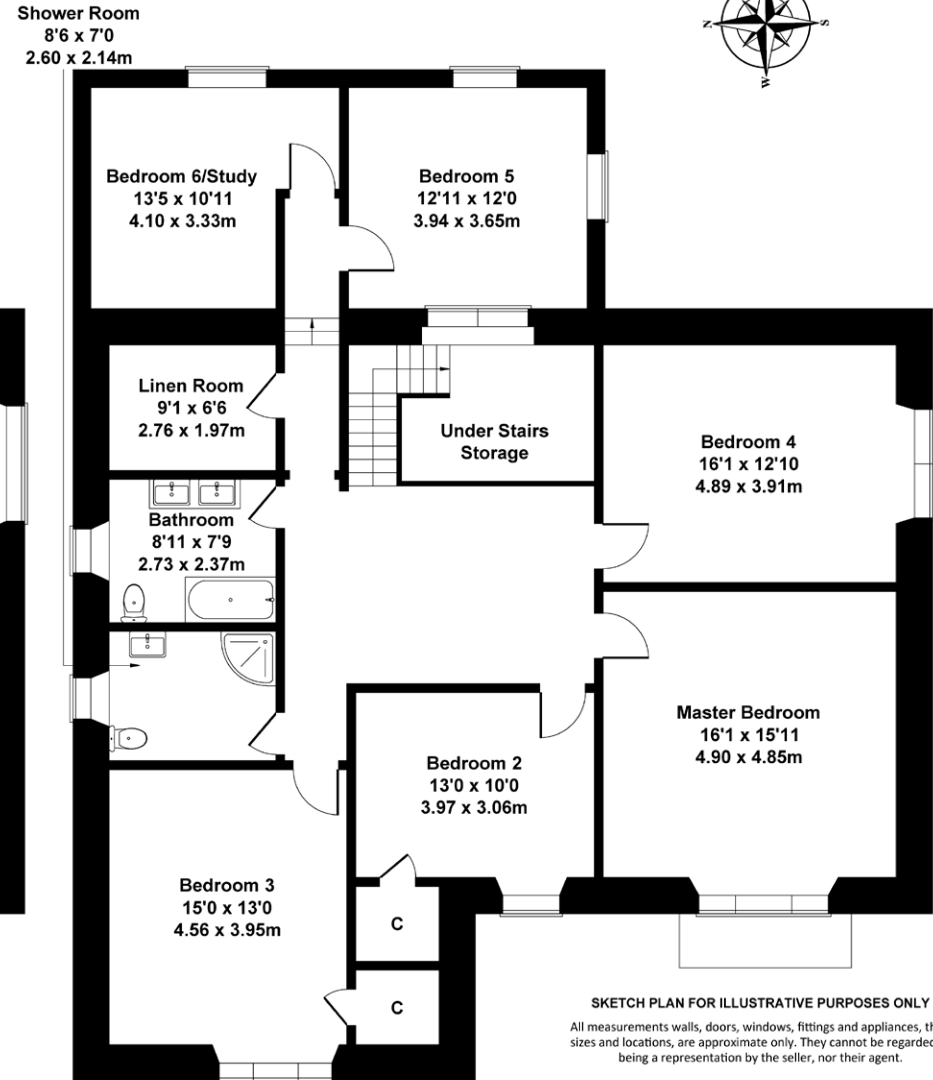 Shower Room
8'6 x 7'0
2.60 x 2.14m
N
S
W
Bedroom 6/Study
13'5 x 10'11
4.10 x 3.33m
Bedroom 5
12'11 x 12'0
3.94 x 3.65m
Linen Room
9'1 x 6'6
2.76 x 1.97m
Under Stairs
Storage
Bedroom 4
16'1 x 12'10
4.89 x 3.91m
Bathroom
8'11 x 7'9
2.73 x 2.37m
Master Bedroom
16'1 x 15'11
4.90 x 4.85m
Bedroom 2
13'0 x 10'0
3.97 x 3.06m
Bedroom 3
15'0 x 13'0
4.56 x 3.95m
C
C
SKETCH PLAN FOR ILLUSTRATIVE PURPOSES ONLY
All measurements walls, doors, windows, fittings and appliances, th
sizes and locations, are approximate only. They cannot be regarded
being a representation by the seller, nor their agent.